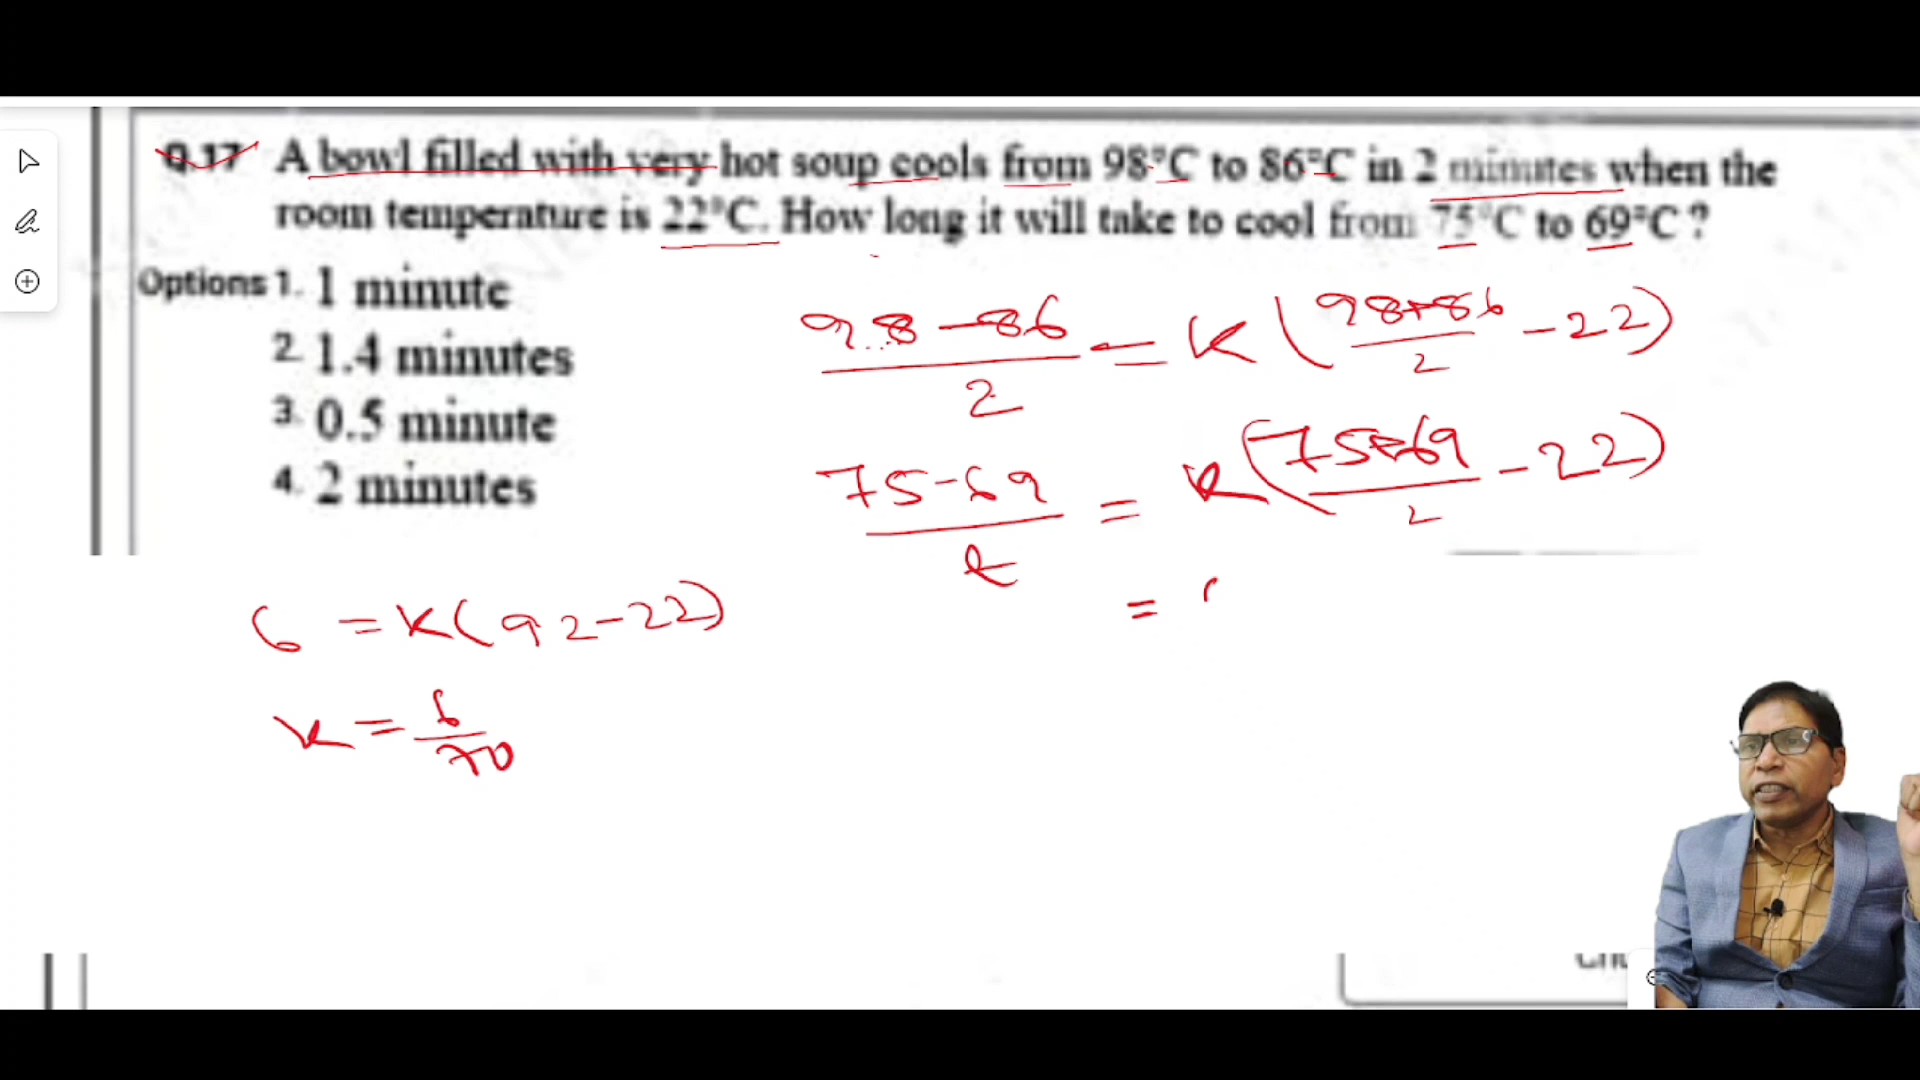 Q.17 A bowl filled with very hot soup cools from 98°C to 86°C in 2 minutes when the
room temperature is 22°C. How long it will take to cool from 75°C to 69°C ?
Options 1. 1 minute
2. 1.4 minutes
3. 0.5 minute
4. 2 minutes
98-86/2 = K(98+86/2 -22)
75-69/t = K(75+69/2 -22)
=
6 = K(92-22)
K = 6/70